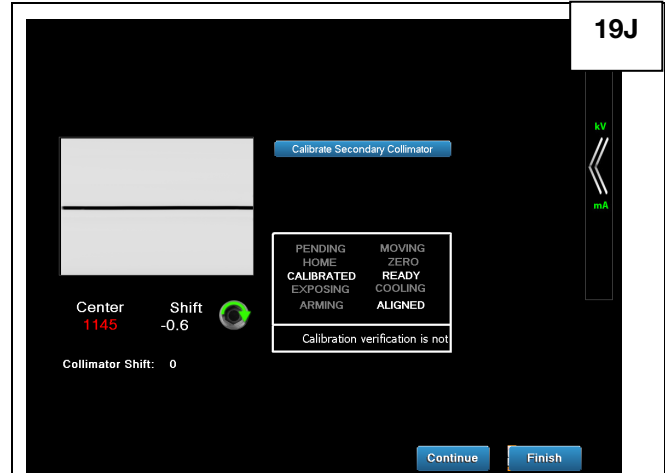 19J
kV
mA
Calibrate Secondary Collimator
PENDING MOVING
HOME ZERO
CALIBRATED READY
EXPOSING COOLING
ARMING ALIGNED
Calibration verification is not
Center Shift
1145 -0.6
Collimator Shift: 0
Continue Finish